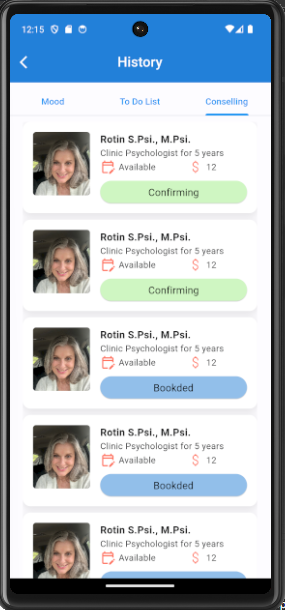 12:15
History
Mood To Do List Conselling
Rotin S.Psi., M.Psi.
Clinic Psychologist for 5 years
Available $ 12
Confirming
Rotin S.Psi., M.Psi.
Clinic Psychologist for 5 years
Available $ 12
Confirming
Rotin S.Psi., M.Psi.
Clinic Psychologist for 5 years
Available $ 12
Bookded
Rotin S.Psi., M.Psi.
Clinic Psychologist for 5 years
Available $ 12
Bookded
Rotin S.Psi., M.Psi.
Clinic Psychologist for 5 years
Available $ 12
Bookded